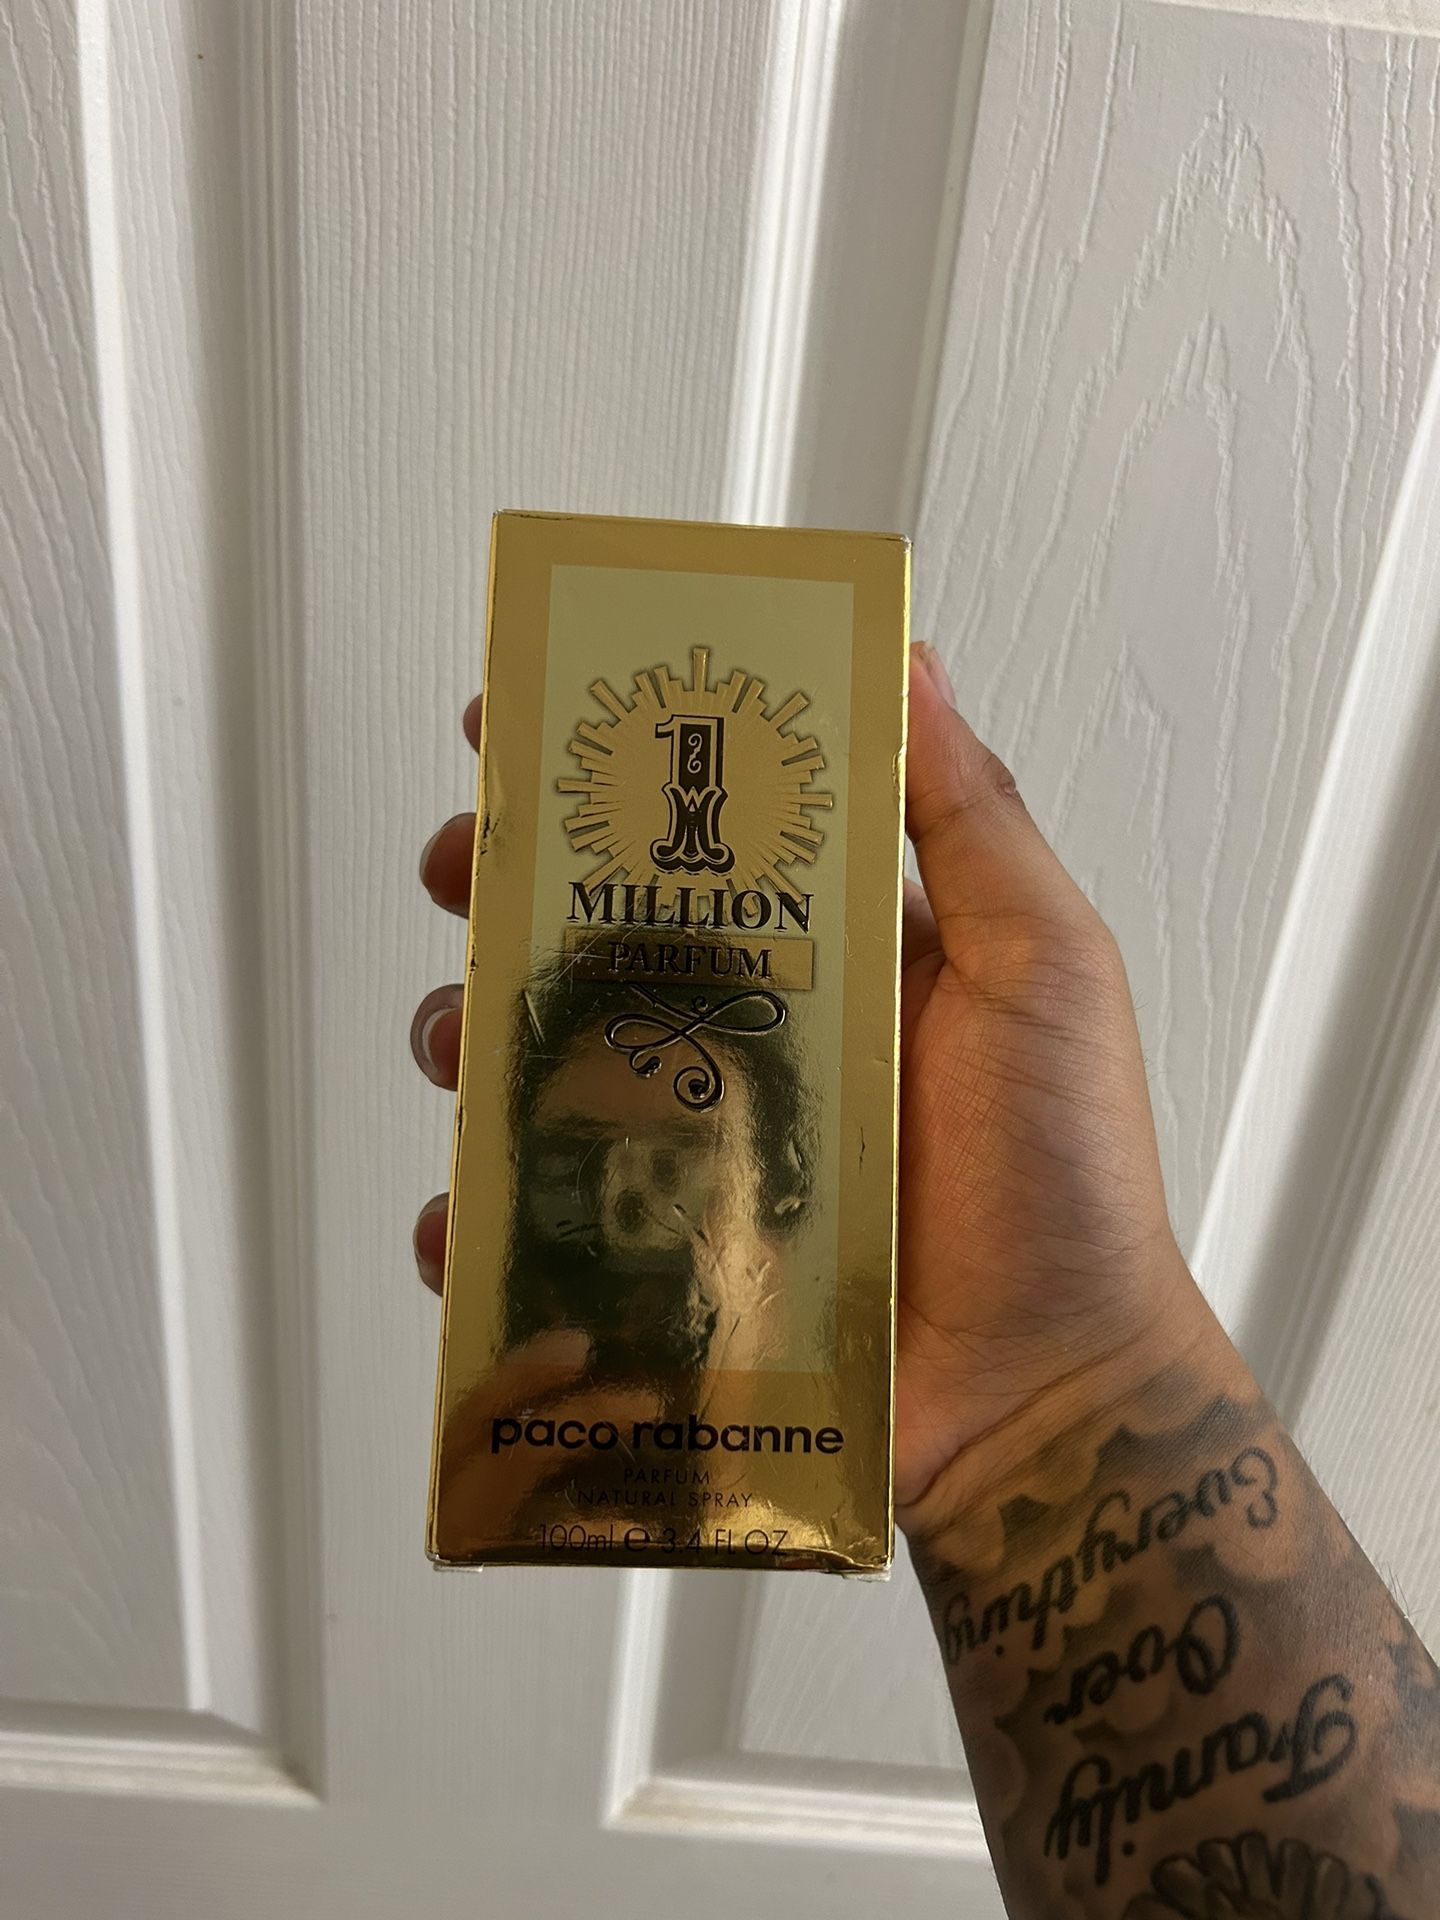 1
MILLION
PARFUM
paco rabanne
PARFUM
NATURAL SPRAY
100ml e 3.4 FL OZ
Everything
Over
Family